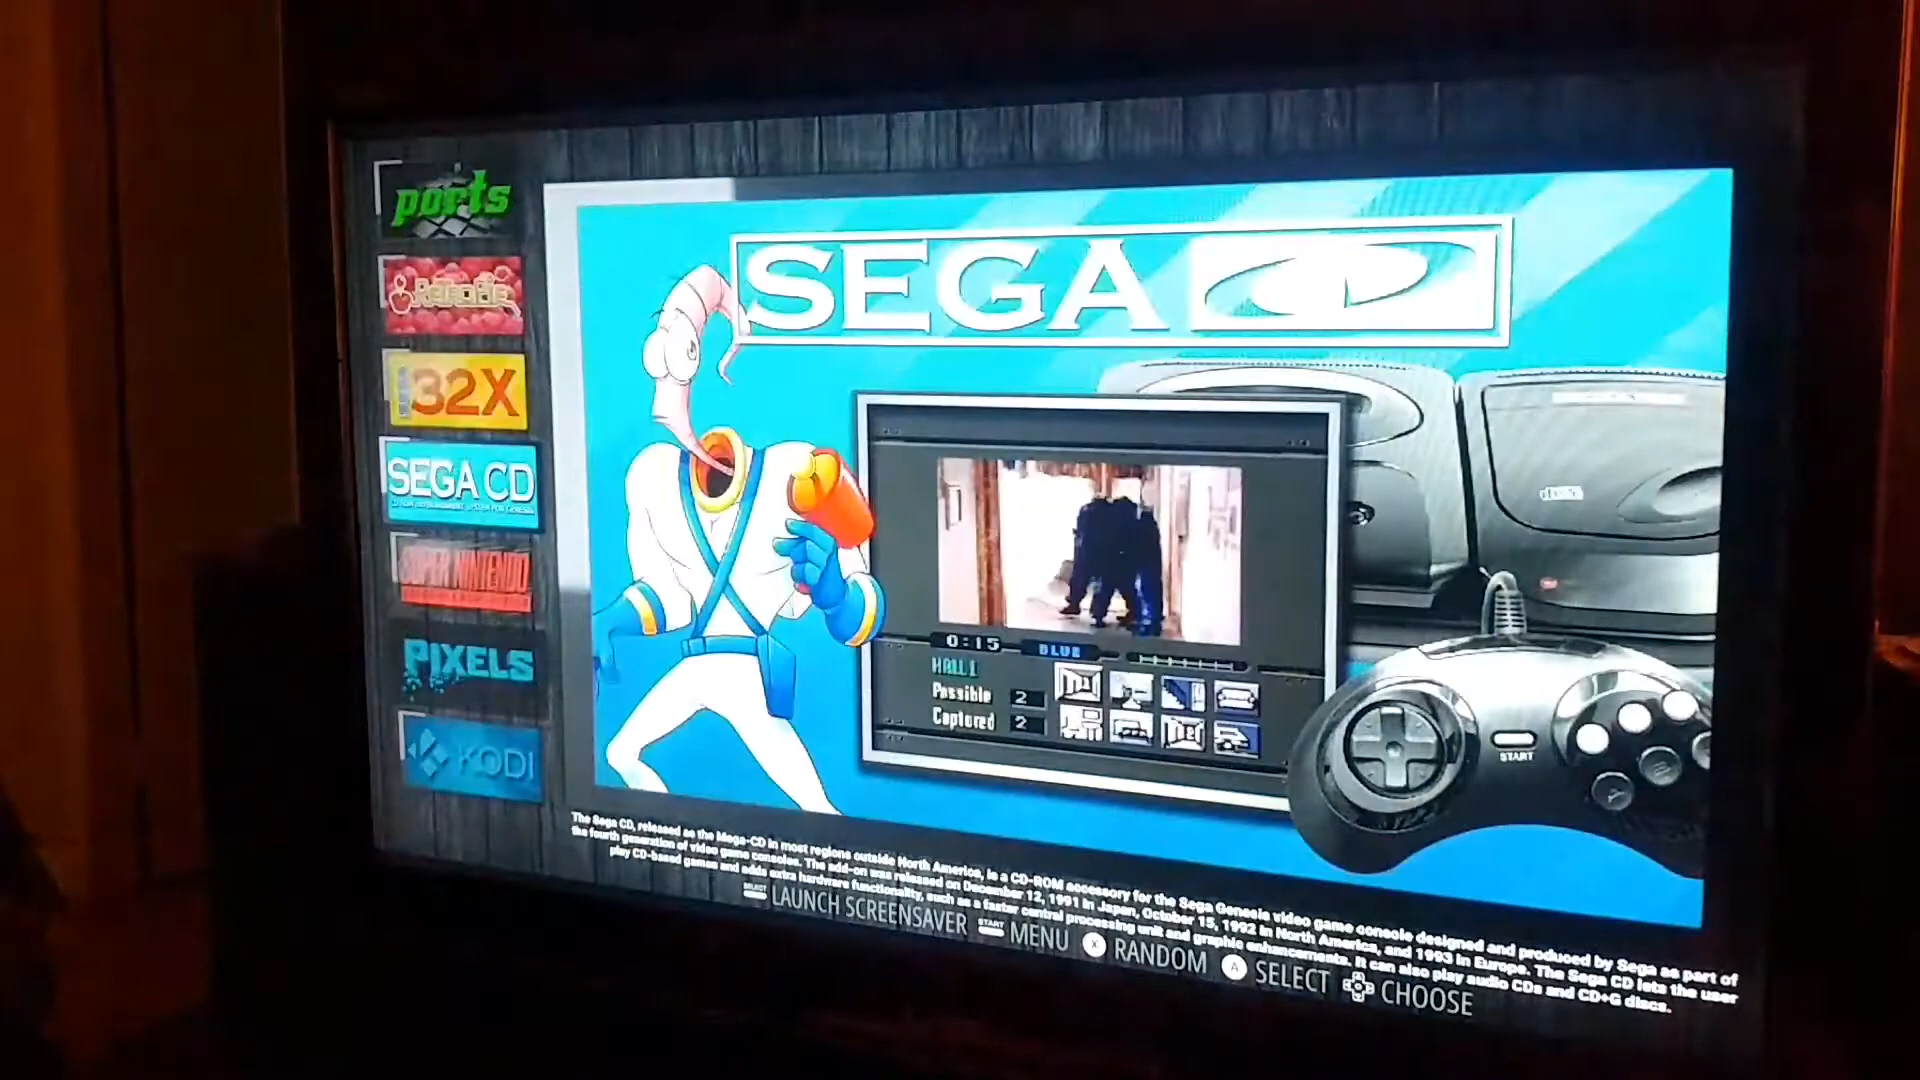 ports
RetroPie
32X
SEGA CD
SUPER NINTENDO
PIXELS
KODI
SEGA CD
0:15
BLUE
HALL1
Possible 2
Captured 2
START
The Sega CD, released as the Mega-CD in most regions outside North America, is a CD-ROM accessory for the Sega Genesis video game console designed and produced by Sega as part of
the fourth generation of video game consoles. The add-on was released on December 12, 1991 in Japan, October 15, 1992 in North America, and 1993 in Europe. The Sega CD lets the user
play CD-based games and adds extra hardware functionality, such as a faster central processing unit and graphic enhancements. It can also play audio CDs and CD+G discs.
SELECT LAUNCH SCREENSAVER START MENU X RANDOM A SELECT CHOOSE